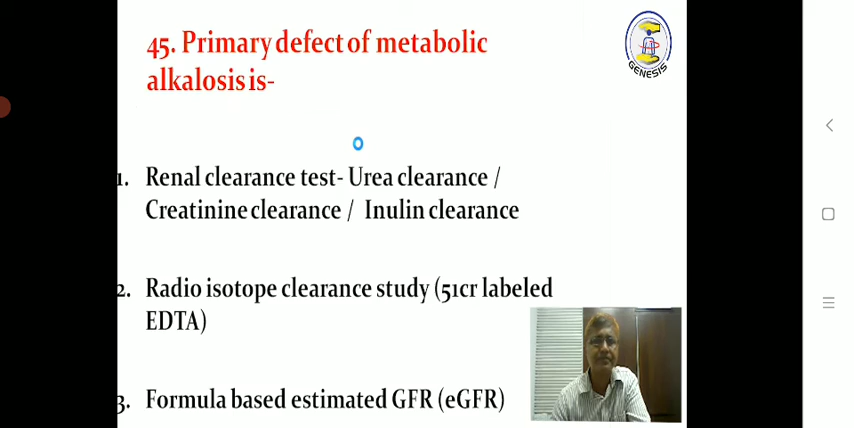 45. Primary defect of metabolic
alkalosis is-
GENESIS
1. Renal clearance test- Urea clearance /
Creatinine clearance / Inulin clearance
2. Radio isotope clearance study (51cr labeled
EDTA)
3. Formula based estimated GFR (eGFR)